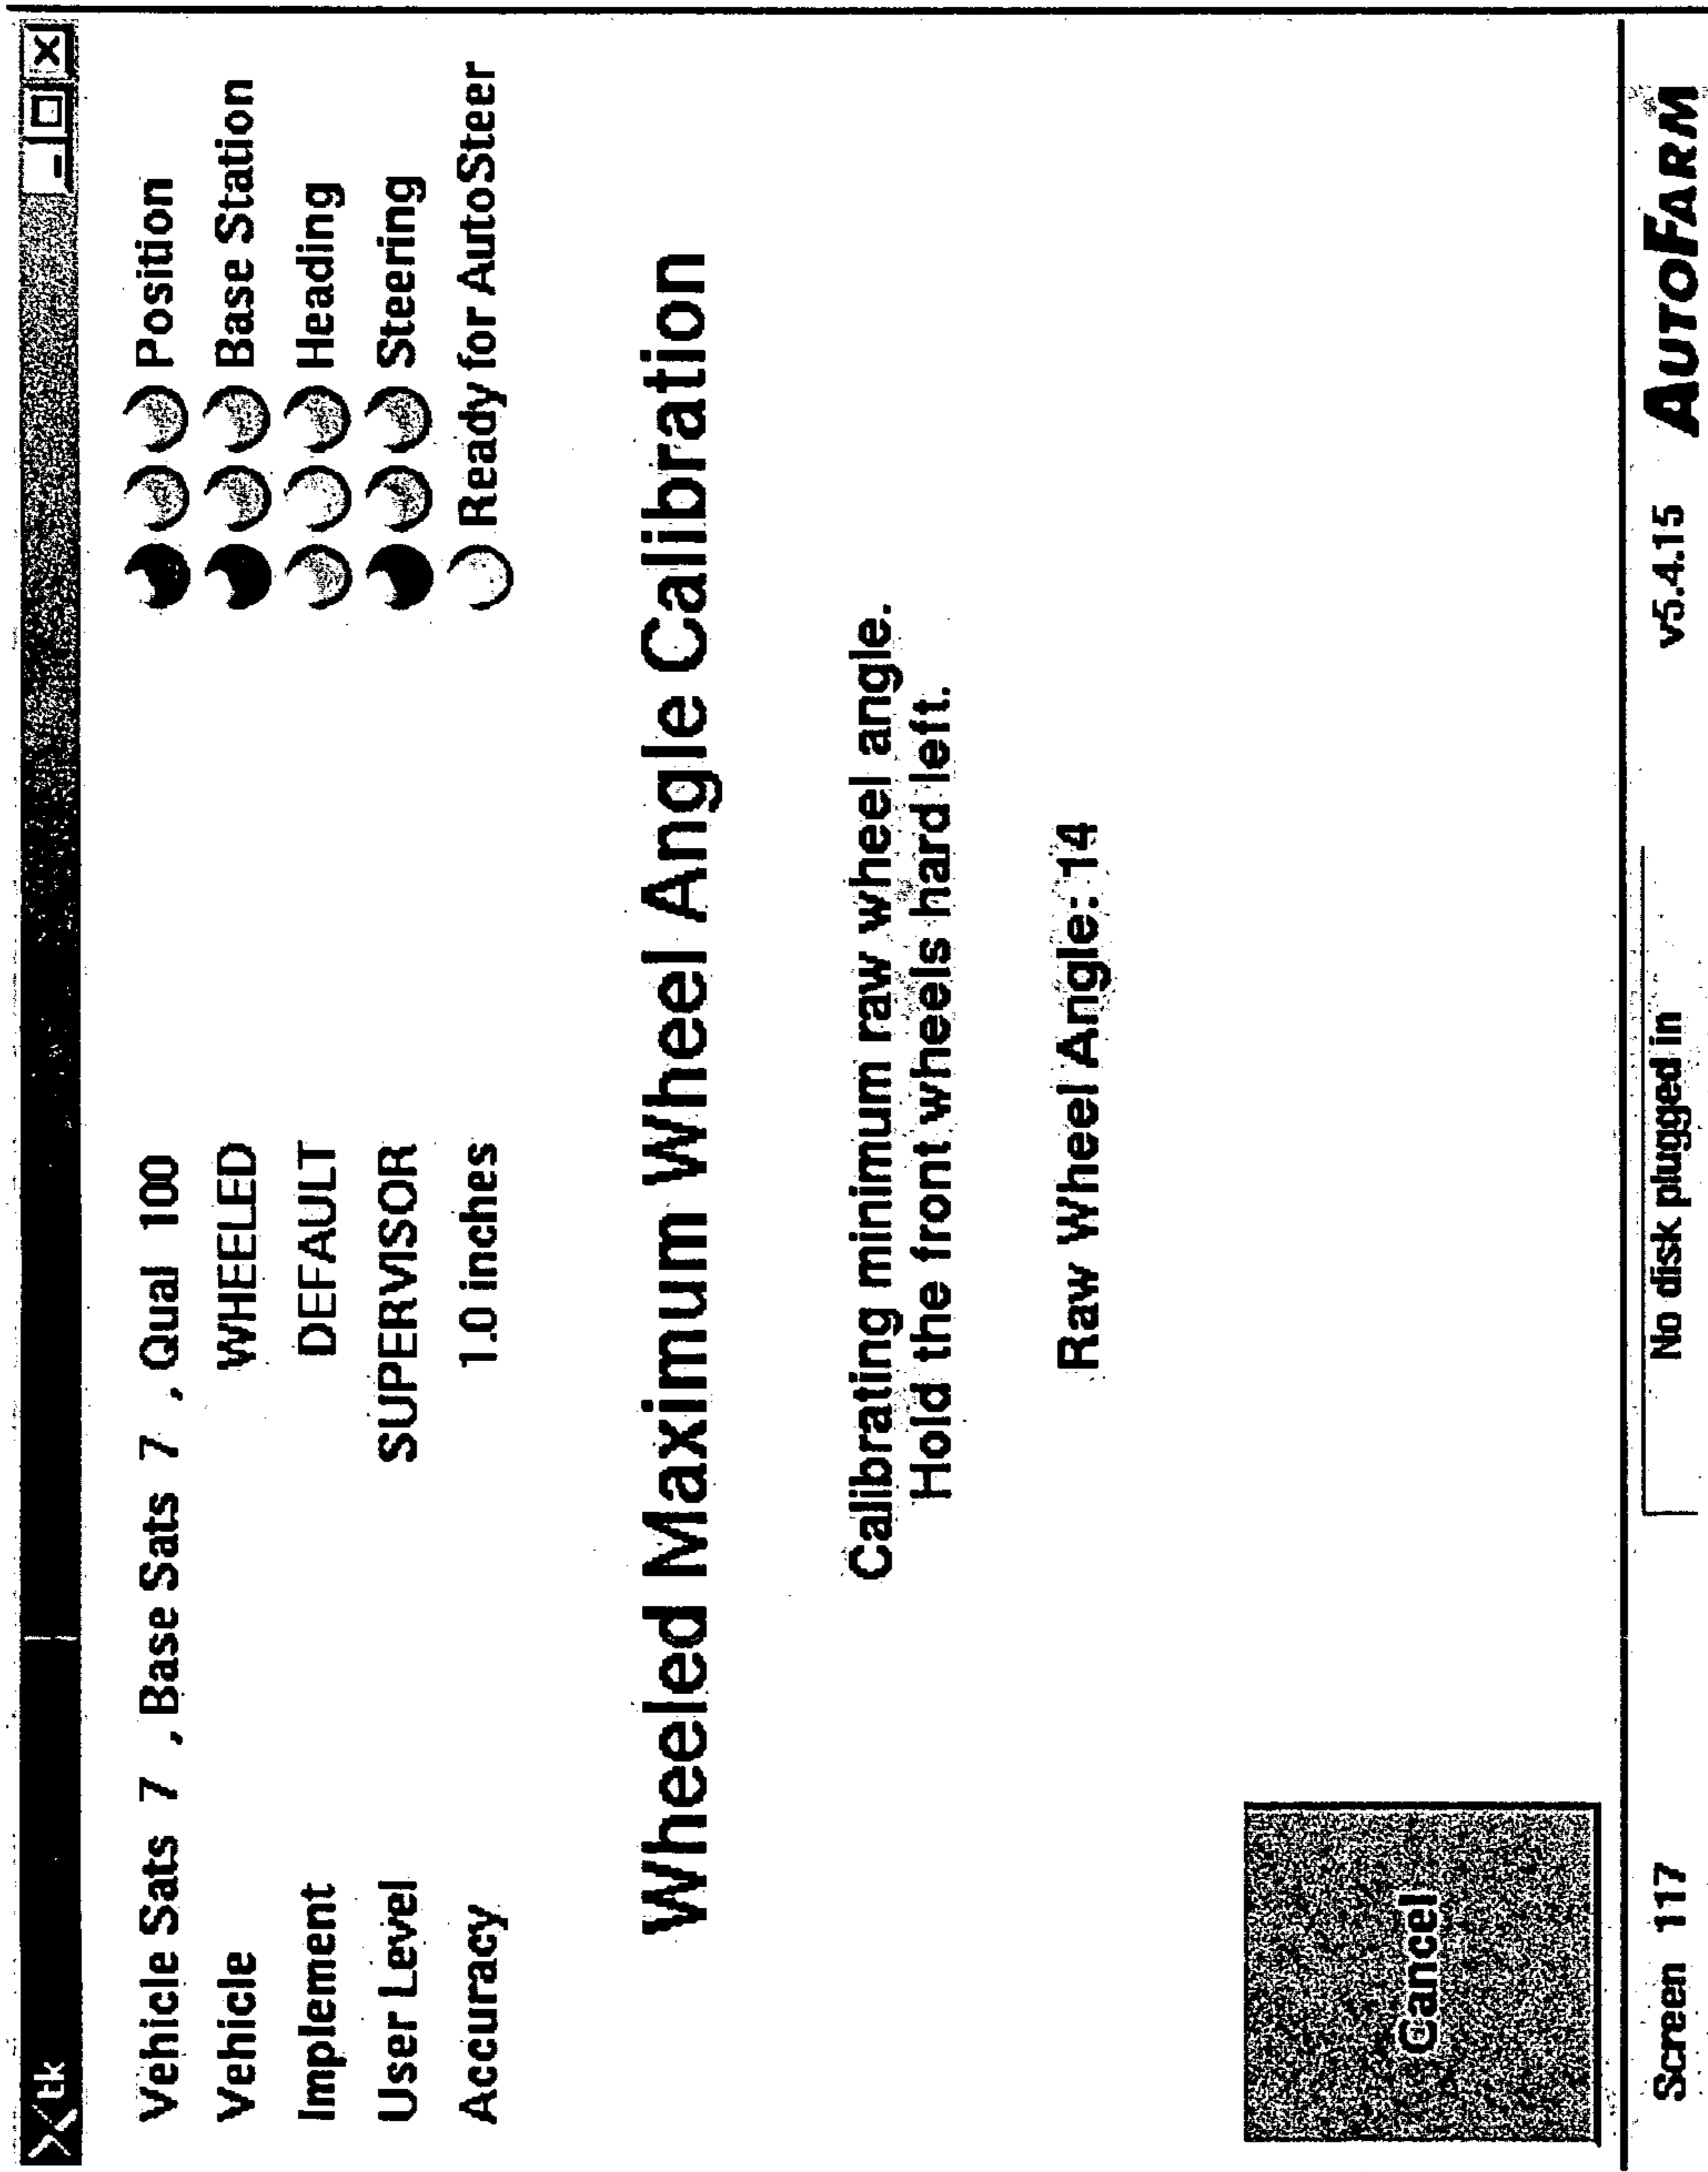 tk
Vehicle Sats 7 , Base Sats 7 , Qual 100 Position
Vehicle WHEELED Base Station
Implement DEFAULT Heading
User Level SUPERVISOR Steering
Accuracy 1.0 inches Ready for AutoSteer
Wheeled Maximum Wheel Angle Calibration
Calibrating minimum raw wheel angle.
Hold the front wheels hard left.
Raw Wheel Angle: 14
Cancel
Screen 117 No disk plugged in v5.4.15 AUTOFARM